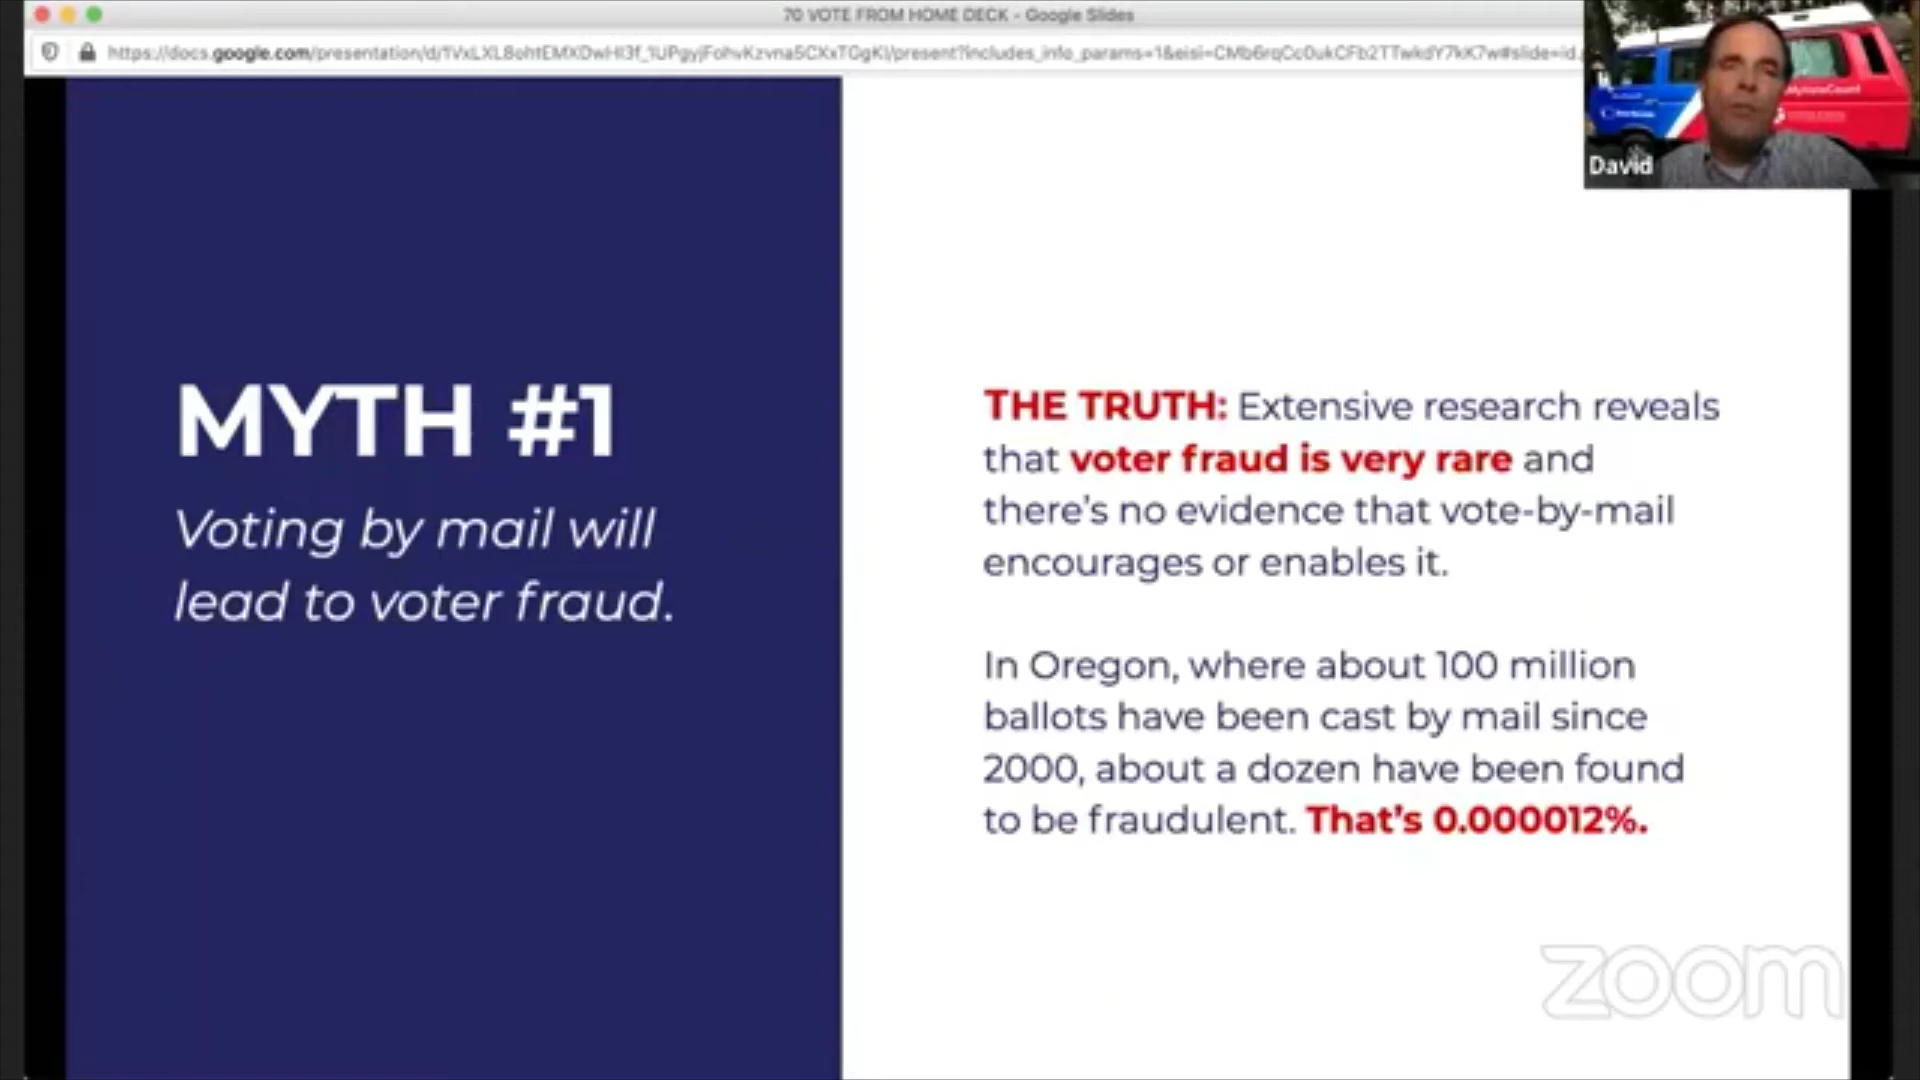 70 VOTE FROM HOME DECK - Google Slides
David
MYTH #1
Voting by mail will
lead to voter fraud.
THE TRUTH: Extensive research reveals
that voter fraud is very rare and
there's no evidence that vote-by-mail
encourages or enables it.
In Oregon, where about 100 million
ballots have been cast by mail since
2000, about a dozen have been found
to be fraudulent. That's 0.000012%.
zoom